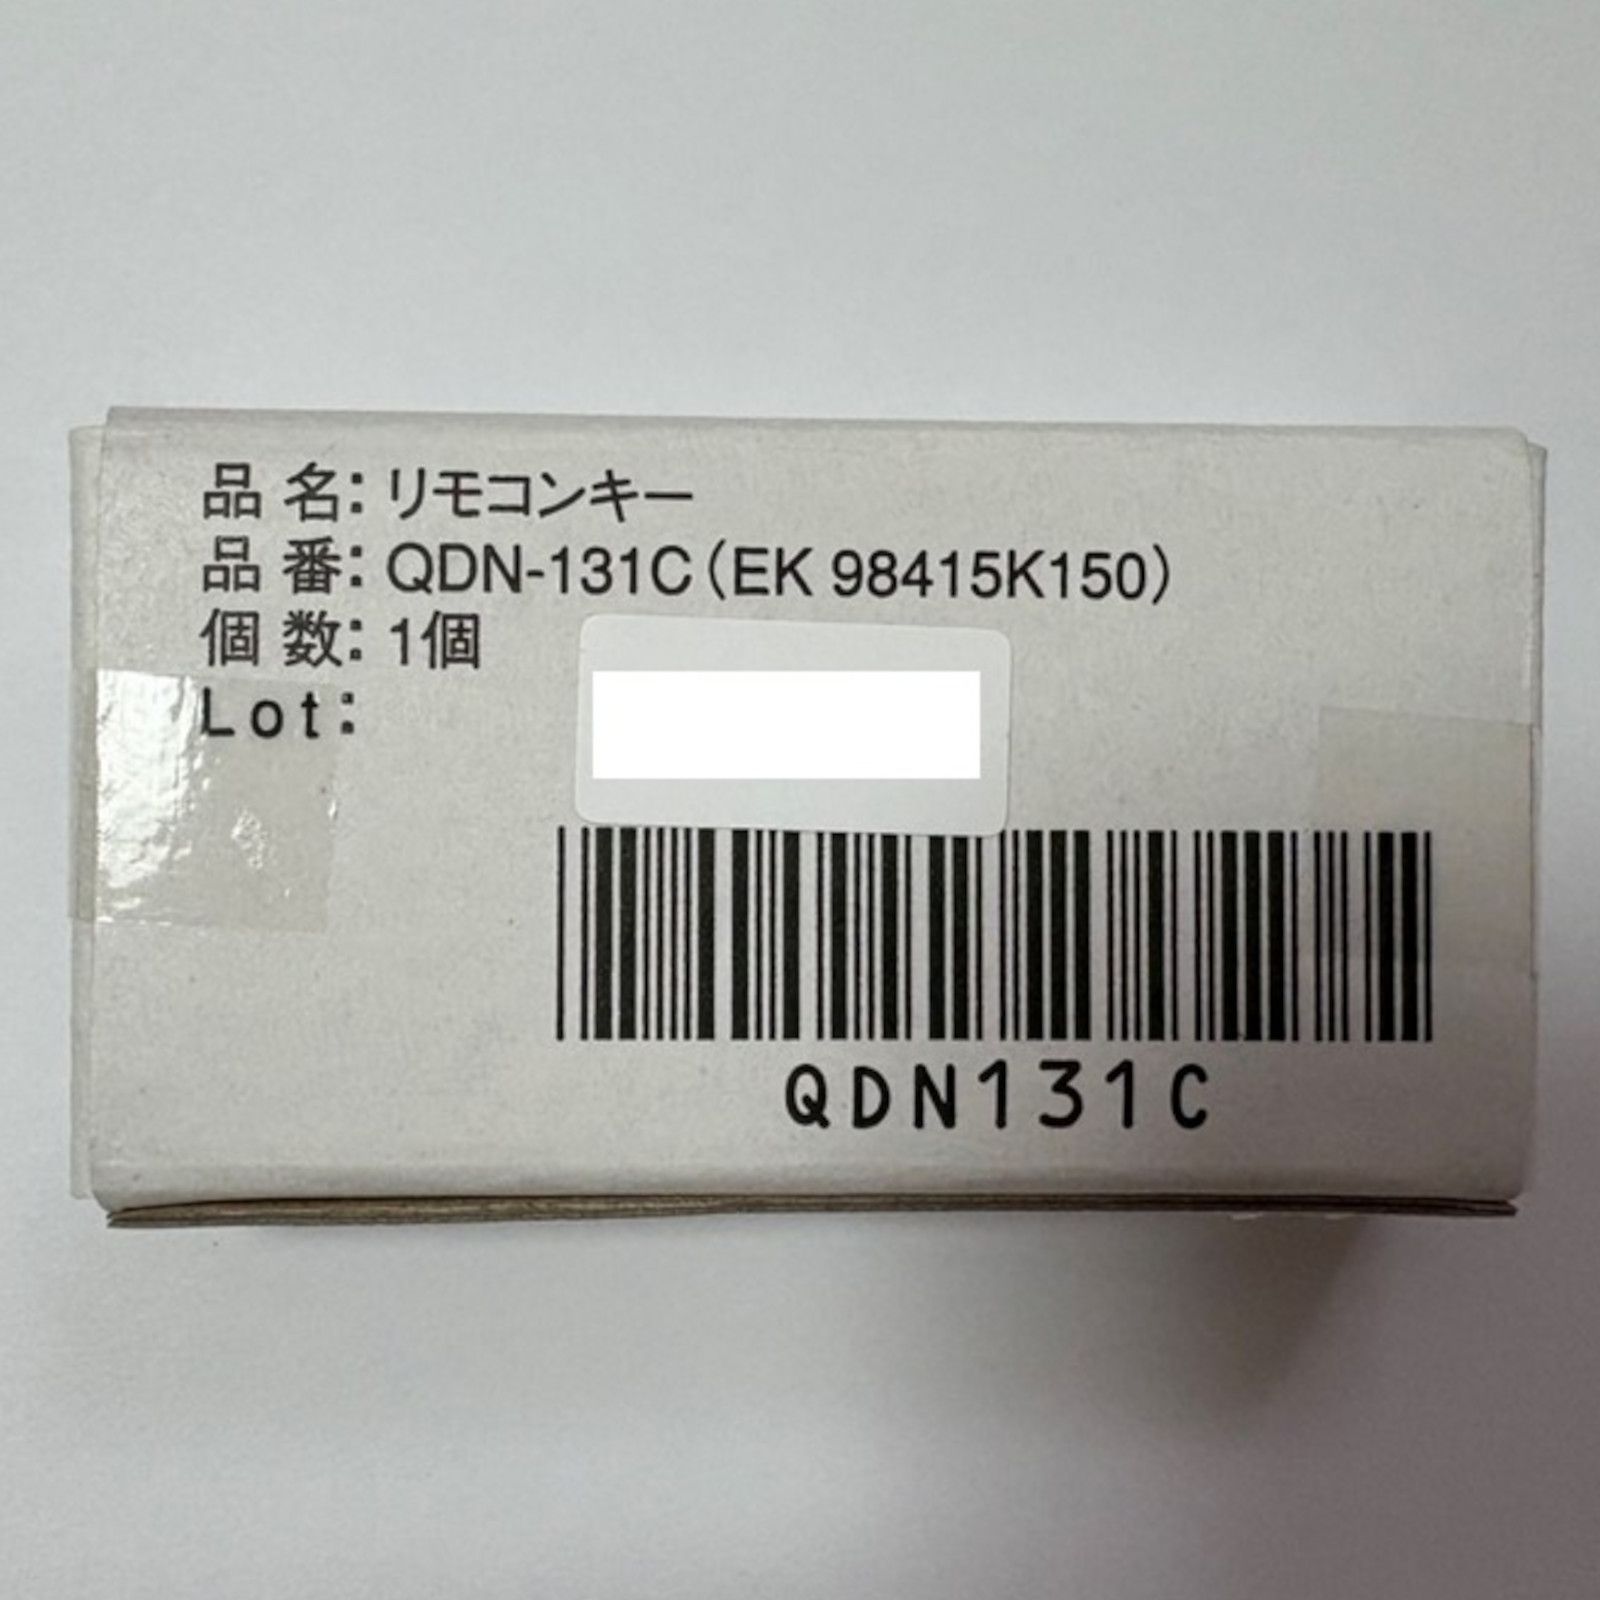 品 名: リモコンキー
品 番: QDN-131C(EK 98415K150)
個 数: 1個
Lot:
QDN131C